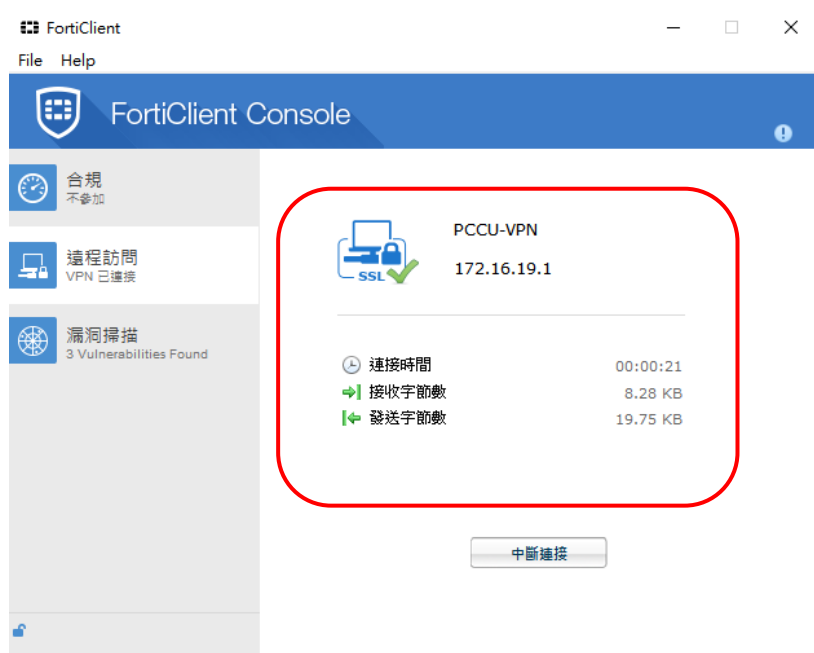 FortiClient
File Help
FortiClient Console
合規
不參加
遠程訪問
VPN 已連接
漏洞掃描
3 Vulnerabilities Found
SSL
PCCU-VPN
172.16.19.1
連接時間 00:00:21
接收字節數 8.28 KB
發送字節數 19.75 KB
中斷連接